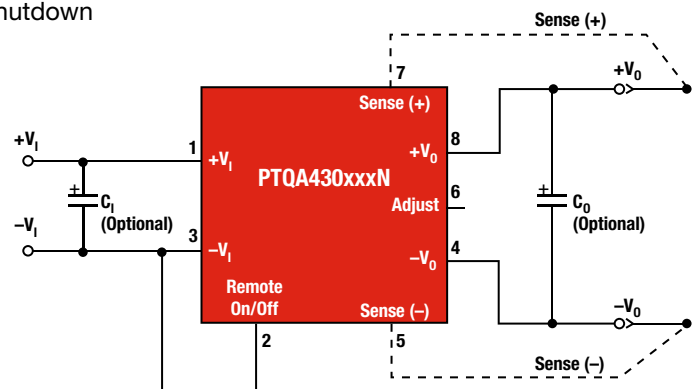 nutdown
Sense (+)
7
+V0
Sense (+)
+VI
1
+VI
+V0
8
PTQA430xxxN
+
CI
(Optional)
Adjust
6
+
C0
(Optional)
–VI
3
–VI
–V0
4
Remote
On/Off
Sense (–)
–V0
2
5
Sense (–)